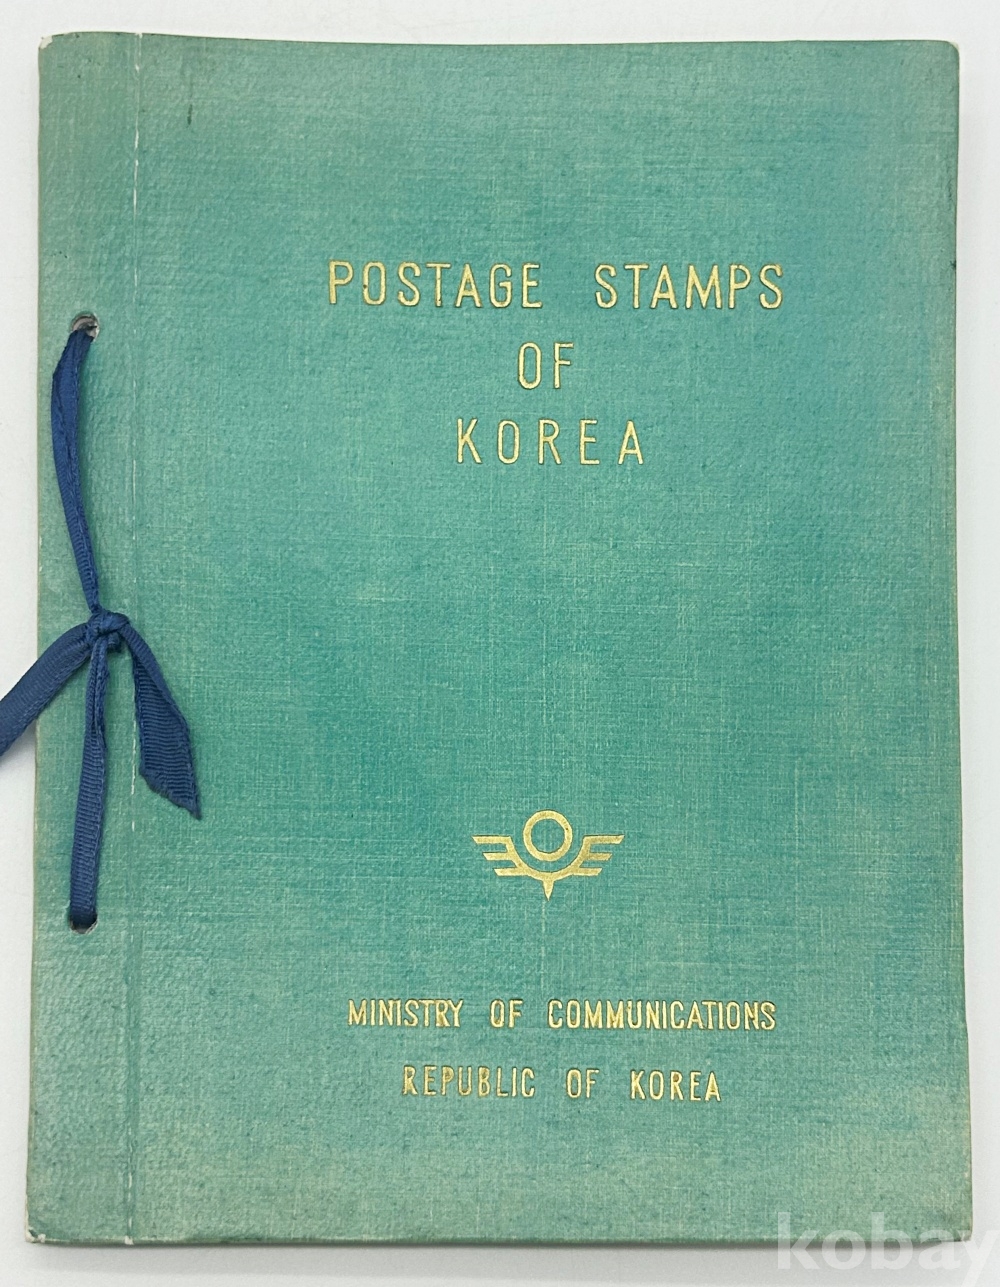 POSTAGE STAMPS
OF
KOREA
MINISTRY OF COMMUNICATIONS
REPUBLIC OF KOREA
kobay